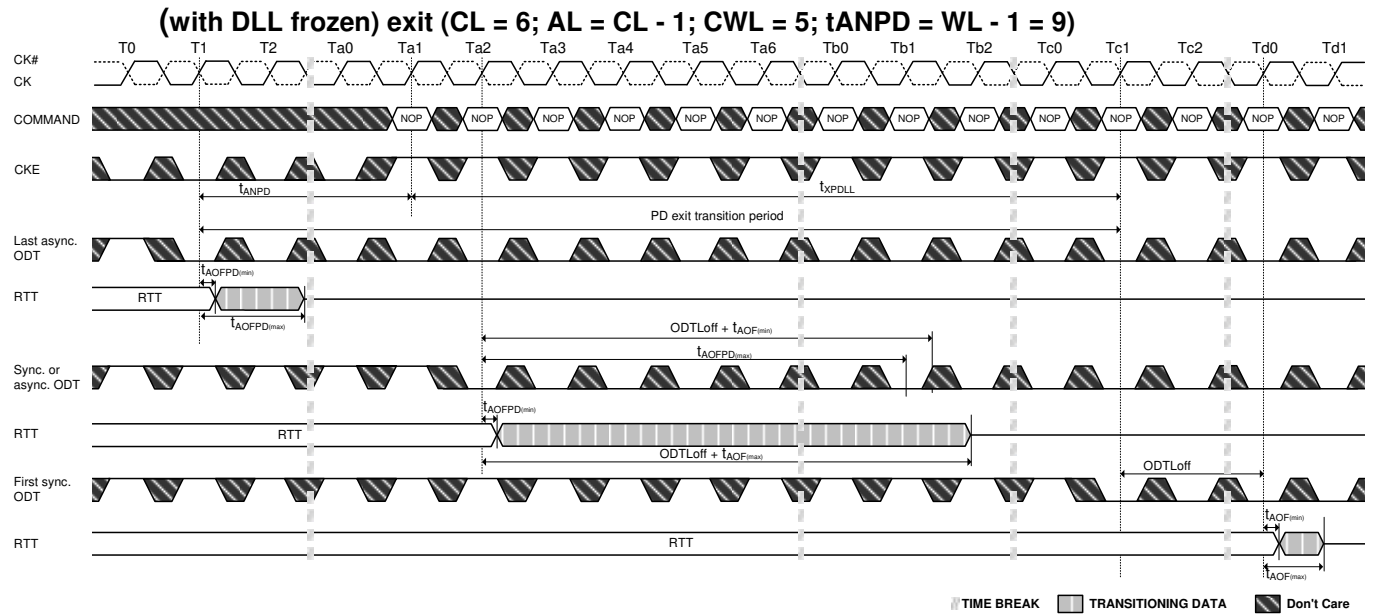 (with DLL frozen) exit (CL = 6; AL = CL - 1; CWL = 5; tANPD = WL - 1 = 9)
T0 T1 T2 Ta0 Ta1 Ta2 Ta3 Ta4 Ta5 Ta6 Tb0 Tb1 Tb2 Tc0 Tc1 Tc2 Td0 Td1
CK#
CK
COMMAND NOP NOP NOP NOP NOP NOP NOP NOP NOP NOP NOP NOP NOP NOP
CKE
tANPD tXPDLL
PD exit transition period
Last async.
ODT
tAOFPD(min)
RTT RTT
tAOFPD(max)
ODTLoff + tAOF(min)
tAOFPD(max)
Sync. or
async. ODT
tAOFPD(min)
RTT RTT
ODTLoff + tAOF(max)
ODTLoff
First sync.
ODT
tAOF(min)
RTT RTT
tAOF(max)
TIME BREAK TRANSITIONING DATA Don't Care